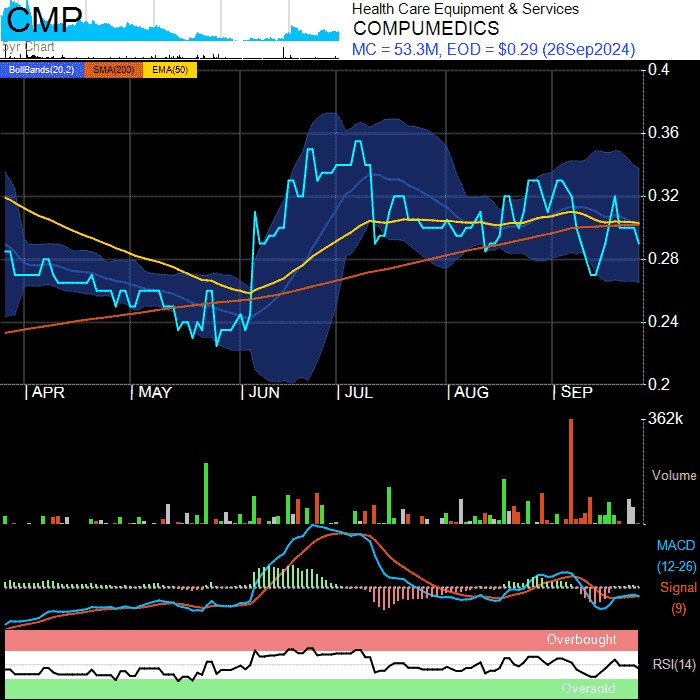 CMP
5yr Chart
Health Care Equipment & Services
COMPUMEDICS
MC = 53.3M, EOD = $0.29 (26Sep2024)
BollBands(20,2) SMA(200) EMA(50)
0.4
0.36
0.32
0.28
0.24
0.2
APR MAY JUN JUL AUG SEP
362k
Volume
MACD
(12-26)
Signal
(9)
Overbought
RSI(14)
Oversold